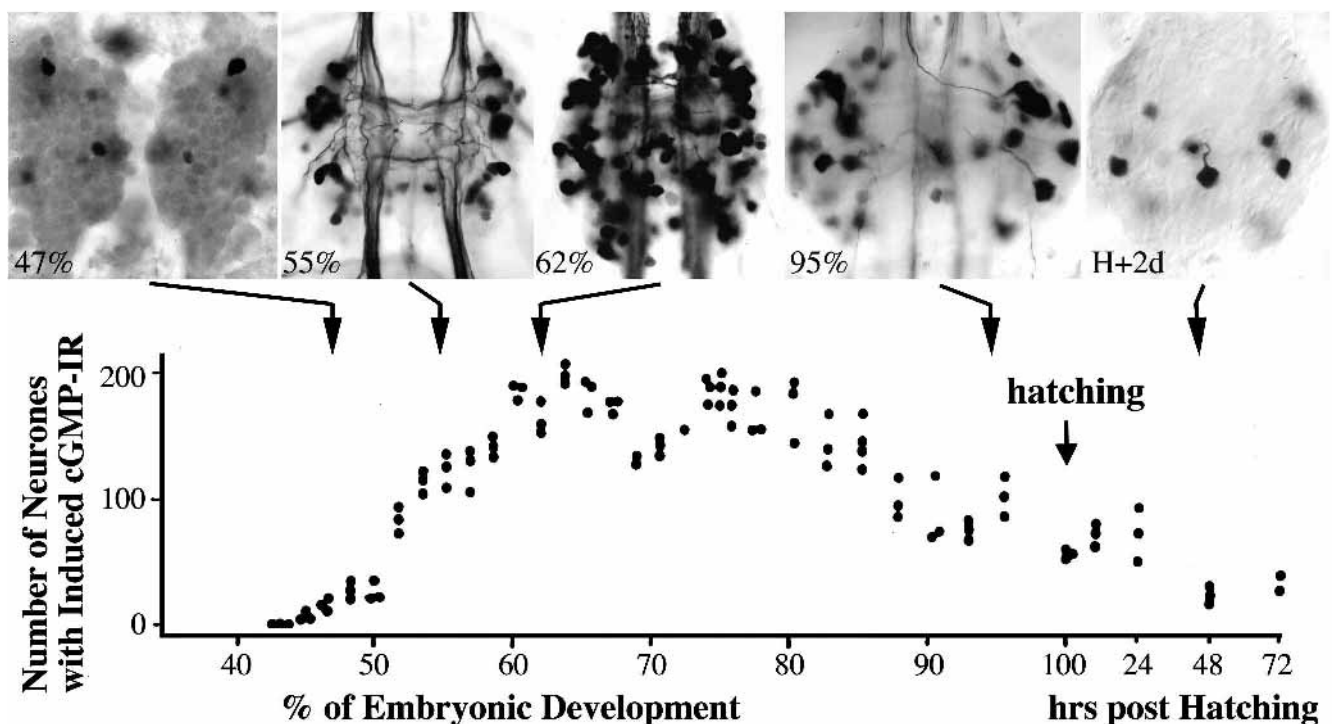 47%
55%
62%
95%
H+2d
Number of Neurones
with Induced cGMP-IR
200
100
0
hatching
40 50 60 70 80 90 100 24 48 72
% of Embryonic Development
hrs post Hatching